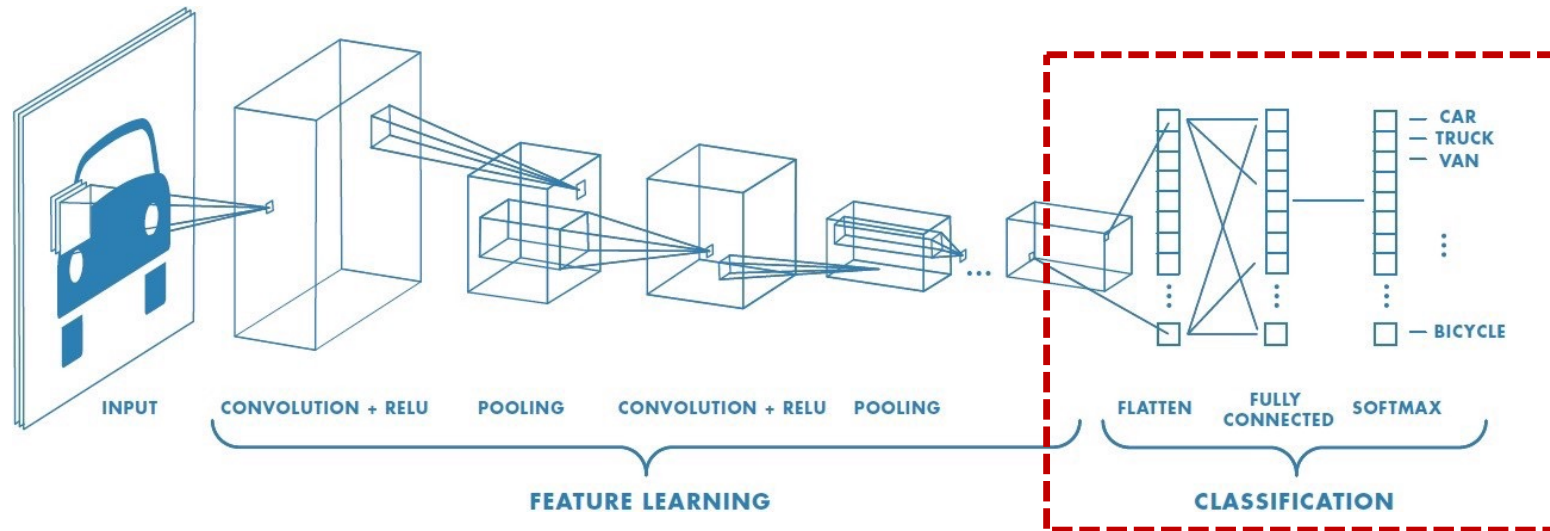 CAR
TRUCK
VAN
BICYCLE
INPUT
CONVOLUTION + RELU
POOLING
CONVOLUTION + RELU
POOLING
FLATTEN
FULLY
CONNECTED
SOFTMAX
FEATURE LEARNING
CLASSIFICATION